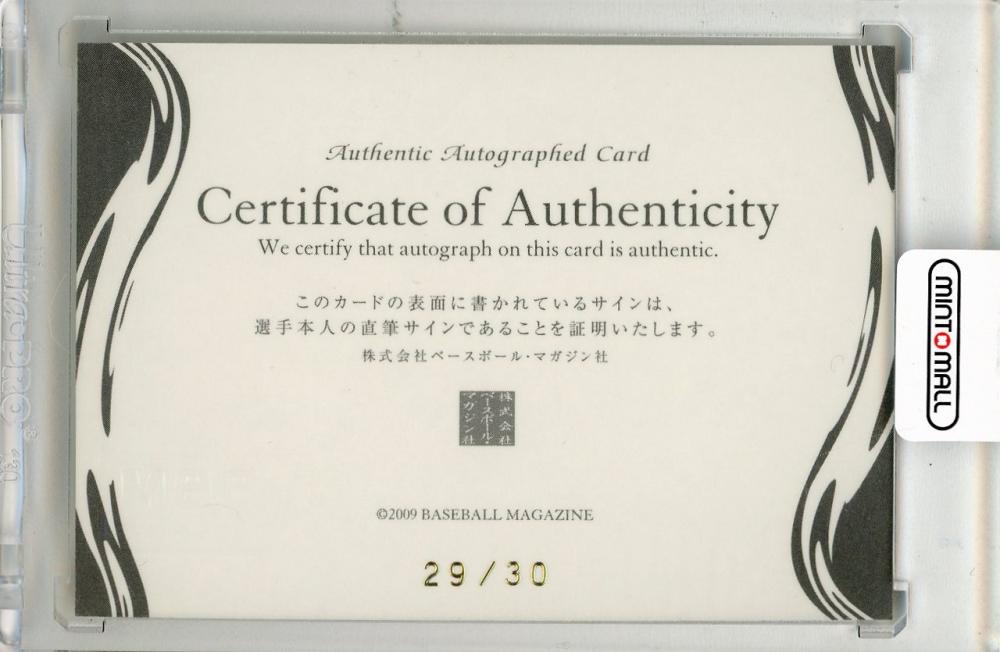 Authentic Autographed Card
Certificate of Authenticity
We certify that autograph on this card is authentic.
このカードの表面に書かれているサインは、
選手本人の直筆サインであることを証明いたします。
株式会社ベースボール・マガジン社
株式会社
ベースボール・
マガジン社
©2009 BASEBALL MAGAZINE
29/30
MINTMALL
Ultra PRO®